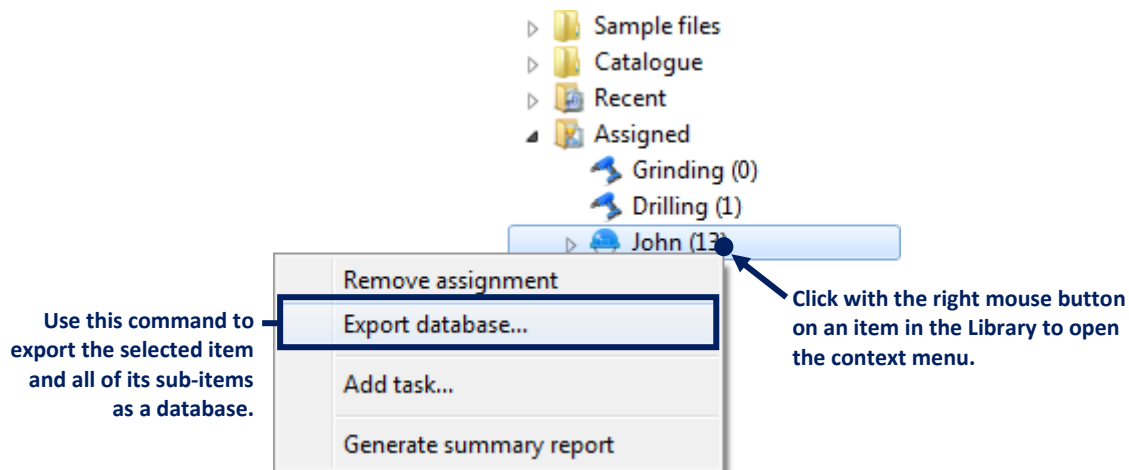 Sample files
Catalogue
Recent
Assigned
Grinding (0)
Drilling (1)
John (13)
Remove assignment
Export database...
Add task...
Generate summary report
Use this command to
export the selected item
and all of its sub-items
as a database.
Click with the right mouse button
on an item in the Library to open
the context menu.